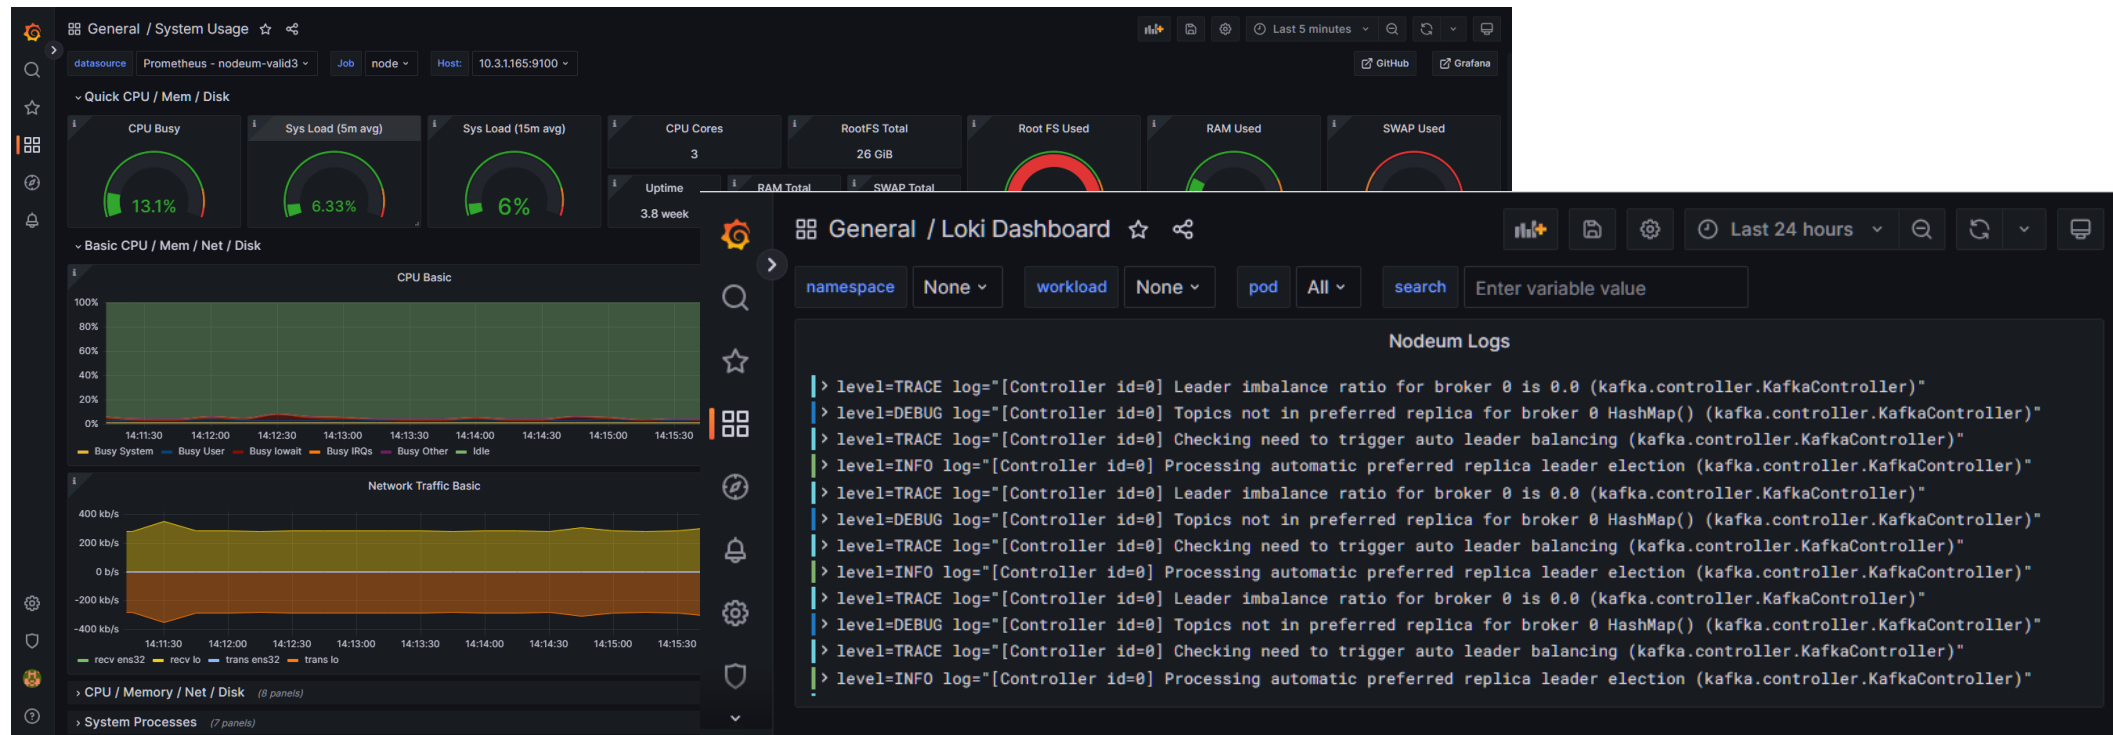 General / System Usage
Last 5 minutes
datasource Prometheus - nodeum-valid3 Job node Host: 10.3.1.165:9100 GitHub Grafana
Quick CPU / Mem / Disk
CPU Busy
13.1%
Sys Load (5m avg)
6.33%
Sys Load (15m avg)
6%
CPU Cores
3
RootFS Total
26 GiB
Root FS Used
RAM Used
SWAP Used
Uptime
3.8 week
RAM Total
SWAP Total
Basic CPU / Mem / Net / Disk
CPU Basic
100%
80%
60%
40%
20%
0%
14:11:30 14:12:00 14:12:30 14:13:00 14:13:30 14:14:00 14:14:30 14:15:00 14:15:30
Busy System Busy User Busy Iowait Busy IRQs Busy Other Idle
Network Traffic Basic
400 kb/s
200 kb/s
0 b/s
-200 kb/s
-400 kb/s
14:11:30 14:12:00 14:12:30 14:13:00 14:13:30 14:14:00 14:14:30 14:15:00 14:15:30
recv ens32 recv lo trans ens32 trans lo
CPU / Memory / Net / Disk (8 panels)
System Processes (7 panels)
General / Loki Dashboard
Last 24 hours
namespace None workload None pod All search Enter variable value
Nodeum Logs
level=TRACE log="[Controller id=0] Leader imbalance ratio for broker 0 is 0.0 (kafka.controller.KafkaController)"
level=DEBUG log="[Controller id=0] Topics not in preferred replica for broker 0 HashMap() (kafka.controller.KafkaController)"
level=TRACE log="[Controller id=0] Checking need to trigger auto leader balancing (kafka.controller.KafkaController)"
level=INFO log="[Controller id=0] Processing automatic preferred replica leader election (kafka.controller.KafkaController)"
level=TRACE log="[Controller id=0] Leader imbalance ratio for broker 0 is 0.0 (kafka.controller.KafkaController)"
level=DEBUG log="[Controller id=0] Topics not in preferred replica for broker 0 HashMap() (kafka.controller.KafkaController)"
level=TRACE log="[Controller id=0] Checking need to trigger auto leader balancing (kafka.controller.KafkaController)"
level=INFO log="[Controller id=0] Processing automatic preferred replica leader election (kafka.controller.KafkaController)"
level=TRACE log="[Controller id=0] Leader imbalance ratio for broker 0 is 0.0 (kafka.controller.KafkaController)"
level=DEBUG log="[Controller id=0] Topics not in preferred replica for broker 0 HashMap() (kafka.controller.KafkaController)"
level=TRACE log="[Controller id=0] Checking need to trigger auto leader balancing (kafka.controller.KafkaController)"
level=INFO log="[Controller id=0] Processing automatic preferred replica leader election (kafka.controller.KafkaController)"